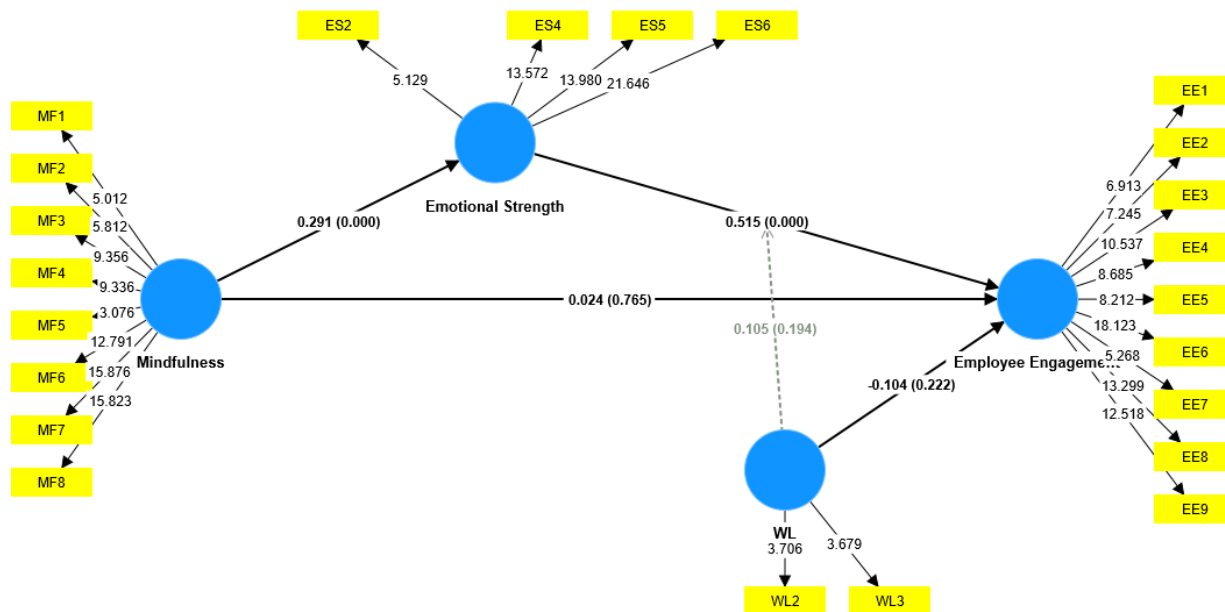 ES2
ES4
ES5
ES6
5.129
13.572
13.980
21.646
MF1
MF2
MF3
MF4
MF5
MF6
MF7
MF8
5.012
5.812
9.356
9.336
3.076
12.791
15.876
15.823
Mindfulness
Emotional Strength
0.291 (0.000)
0.515 (0.000)
0.024 (0.765)
0.105 (0.194)
-0.104 (0.222)
Employee Engagement
EE1
EE2
EE3
EE4
EE5
EE6
EE7
EE8
EE9
6.913
7.245
10.537
8.685
8.212
18.123
5.268
13.299
12.518
WL
3.706
3.679
WL2
WL3